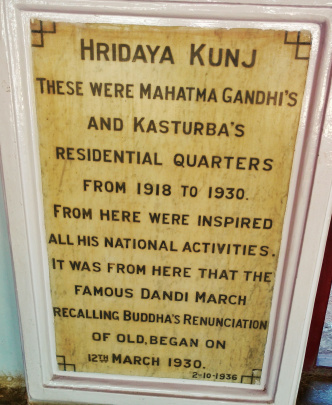 HRIDAYA KUNJ
THESE WERE MAHATMA GANDHI'S
AND KASTURBA'S
RESIDENTIAL QUARTERS
FROM 1918 TO 1930.
FROM HERE WERE INSPIRED
ALL HIS NATIONAL ACTIVITIES.
IT WAS FROM HERE THAT THE
FAMOUS DANDI MARCH
RECALLING BUDDHA'S RENUNCIATION
OF OLD, BEGAN ON
12TH MARCH 1930.
2-10-1936